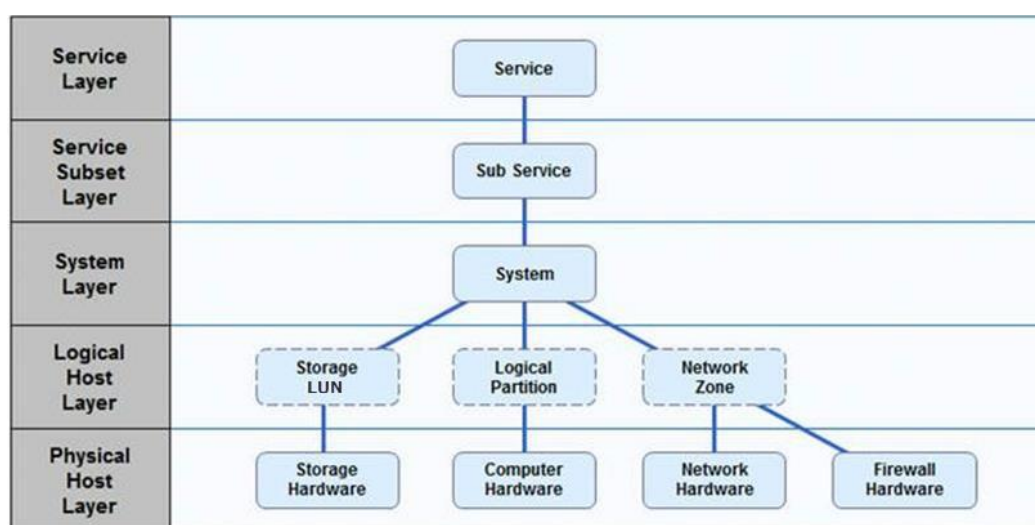 Service
Layer
Service
Service
Subset
Layer
Sub Service
System
Layer
System
Logical
Host
Layer
Storage
LUN
Logical
Partition
Network
Zone
Physical
Host
Layer
Storage
Hardware
Computer
Hardware
Network
Hardware
Firewall
Hardware